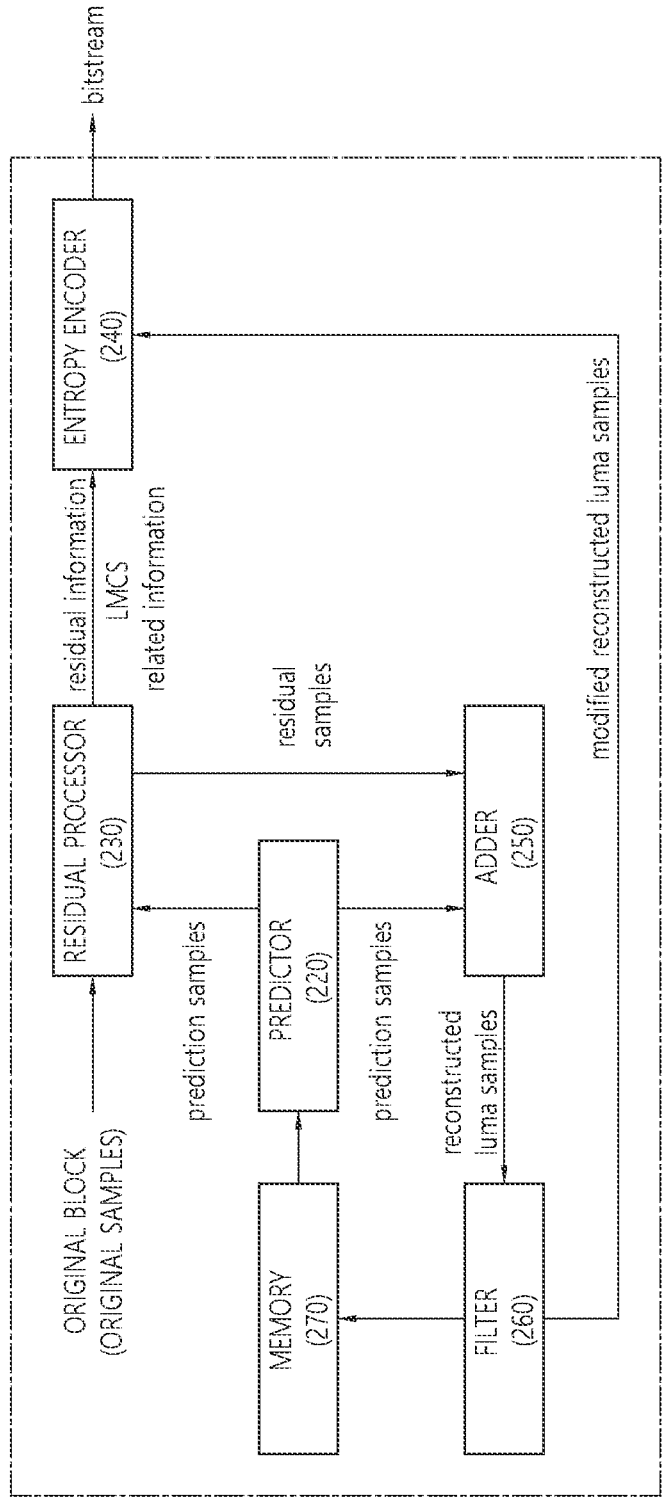 ORIGINAL BLOCK
(ORIGINAL SAMPLES)
RESIDUAL PROCESSOR
(230)
residual information
LMCS
related information
ENTROPY ENCODER
(240)
bitstream
prediction samples
residual
samples
MEMORY
(270)
PREDICTOR
(220)
prediction samples
reconstructed
luma samples
FILTER
(260)
ADDER
(250)
modified reconstructed luma samples